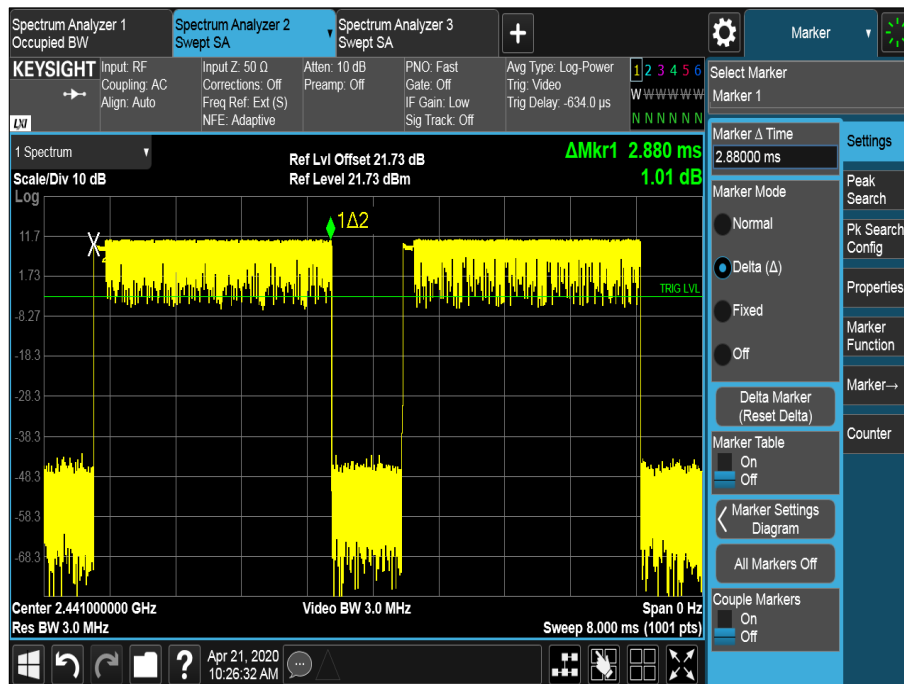 Spectrum Analyzer 1
Occupied BW
Spectrum Analyzer 2
Swept SA
Spectrum Analyzer 3
Swept SA
+
Marker
KEYSIGHT
LXI
Input: RF
Coupling: AC
Align: Auto
Input Z: 50 Ω
Corrections: Off
Freq Ref: Ext (S)
NFE: Adaptive
Atten: 10 dB
Preamp: Off
PNO: Fast
Gate: Off
IF Gain: Low
Sig Track: Off
Avg Type: Log-Power
Trig: Video
Trig Delay: -634.0 µs
1 2 3 4 5 6
W W W W W W
N N N N N N
Select Marker
Marker 1
1 Spectrum
Scale/Div 10 dB
Log
Ref Lvl Offset 21.73 dB
Ref Level 21.73 dBm
ΔMkr1 2.880 ms
1.01 dB
1Δ2
TRIG LVL
11.7
1.73
-8.27
-18.3
-28.3
-38.3
-48.3
-58.3
-68.3
Center 2.441000000 GHz
Res BW 3.0 MHz
Video BW 3.0 MHz
Span 0 Hz
Sweep 8.000 ms (1001 pts)
Marker Δ Time
2.88000 ms
Marker Mode
Normal
Delta (Δ)
Fixed
Off
Delta Marker
(Reset Delta)
Marker Table
On
Off
Marker Settings
Diagram
All Markers Off
Couple Markers
On
Off
Settings
Peak
Search
Pk Search
Config
Properties
Marker
Function
Marker→
Counter
?
Apr 21, 2020
10:26:32 AM